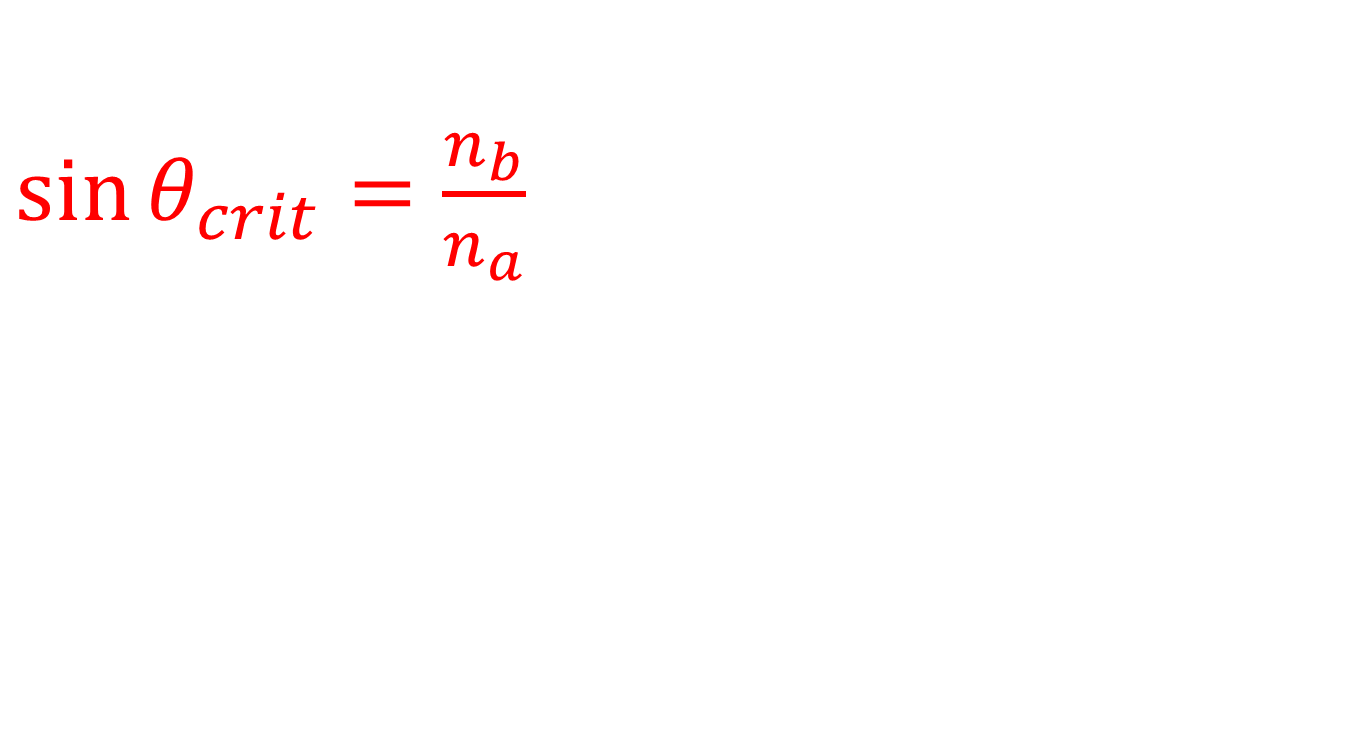 sin θ_crit = n_b/n_a